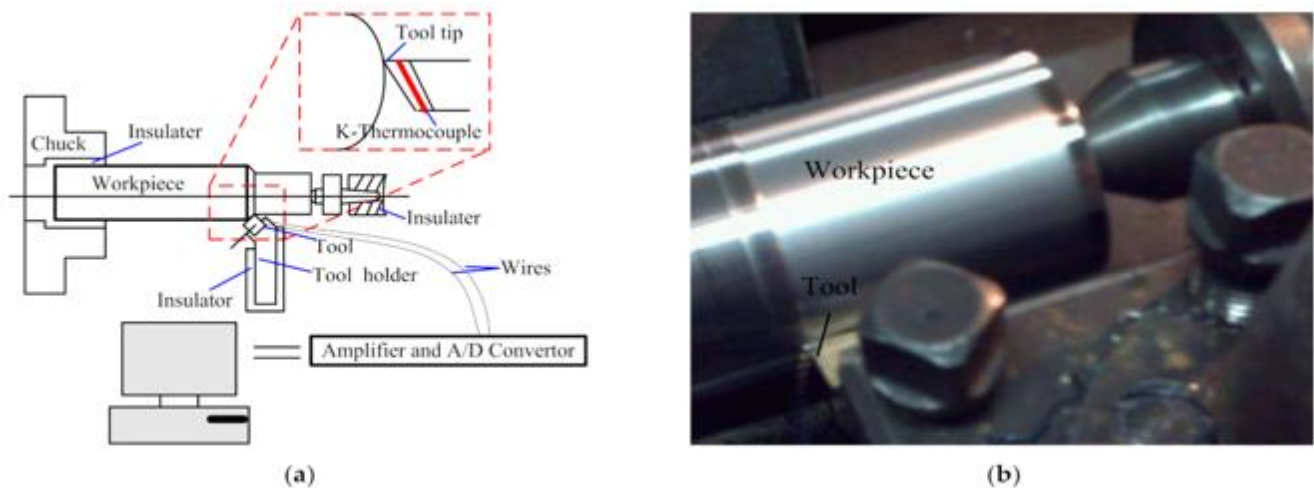 Tool tip
K-Thermocouple
Chuck
Insulater
Workpiece
Insulater
Tool
Tool holder
Wires
Insulator
Amplifier and A/D Convertor
Workpiece
Tool
(a)
(b)